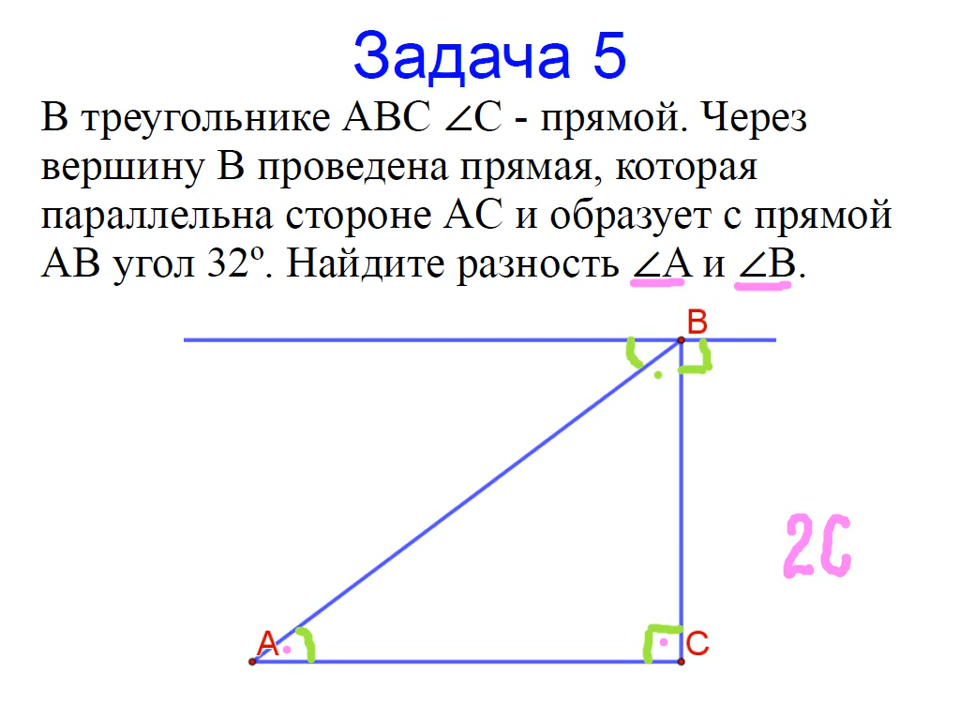 Задача 5
В треугольнике ABC ∠C - прямой. Через
вершину B проведена прямая, которая
параллельна стороне AC и образует с прямой
AB угол 32º. Найдите разность ∠A и ∠B.
B
2C
A
C